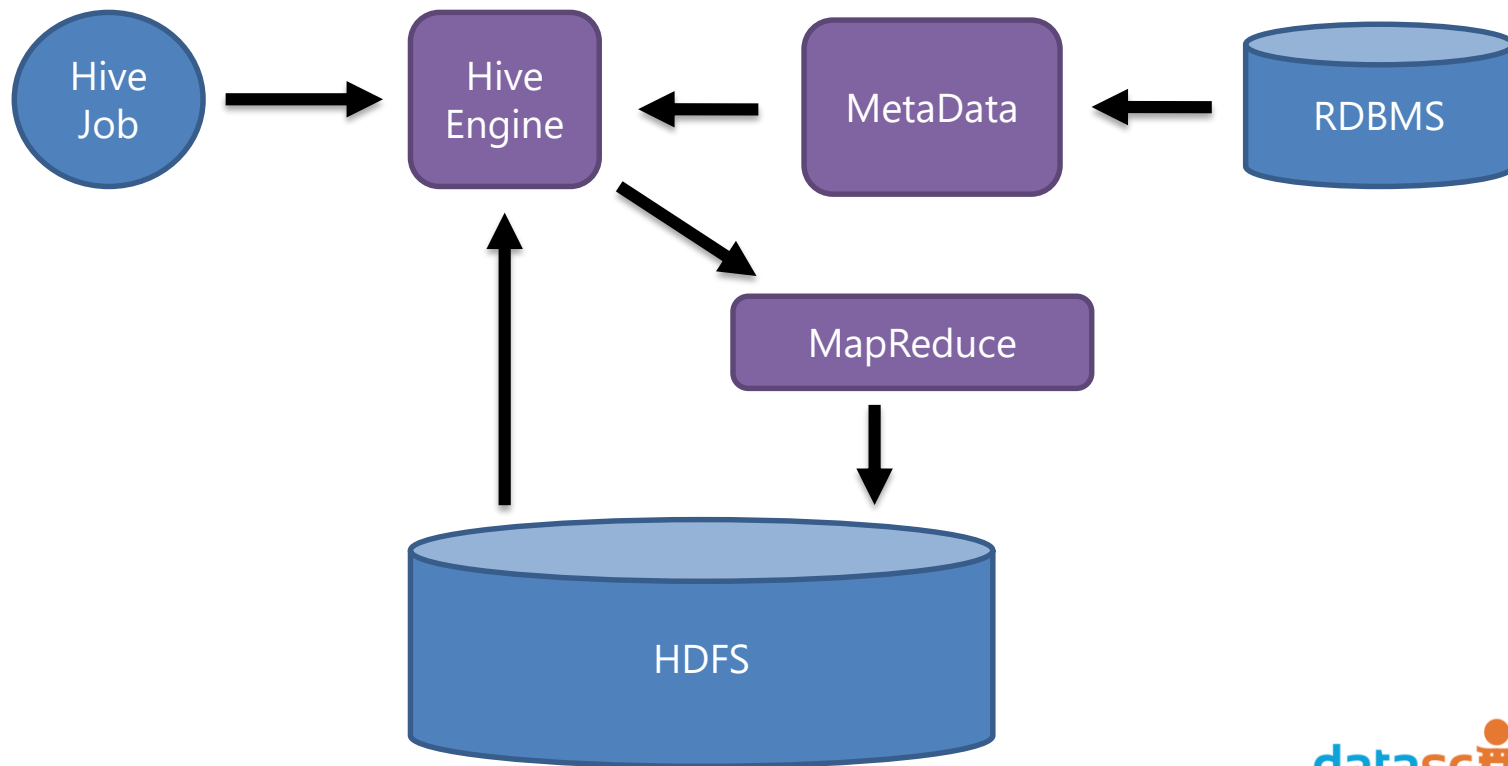 Hive
Job
Hive
Engine
MetaData
RDBMS
MapReduce
HDFS